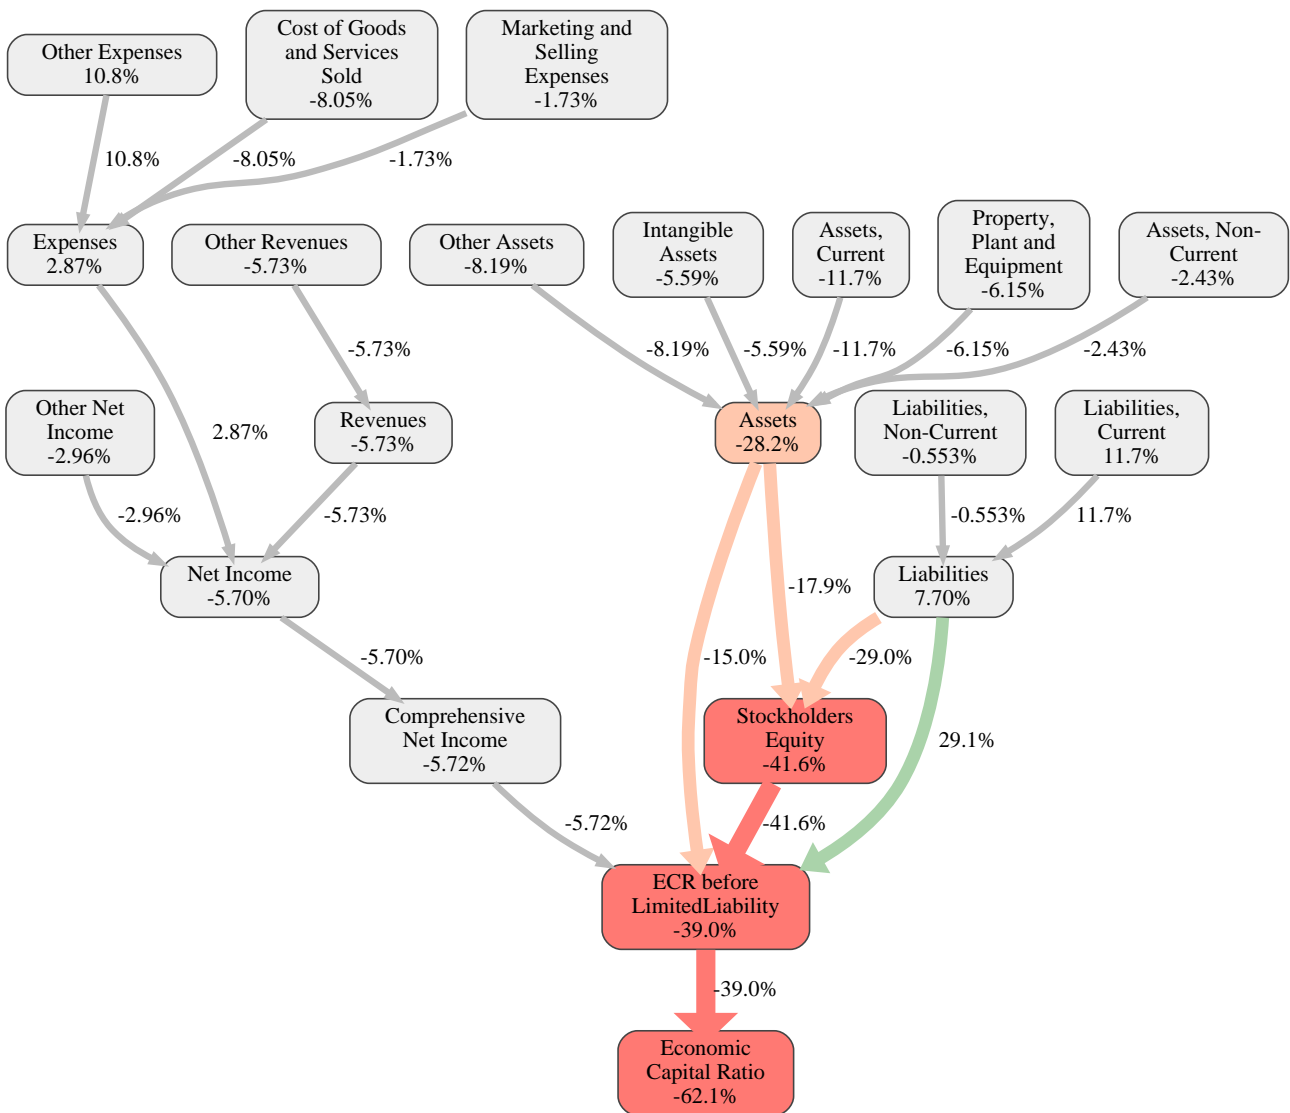 Other Expenses
10.8%
Cost of Goods
and Services
Sold
-8.05%
Marketing and
Selling
Expenses
-1.73%
10.8%
-8.05%
-1.73%
Expenses
2.87%
Other Revenues
-5.73%
Other Assets
-8.19%
Intangible
Assets
-5.59%
Assets,
Current
-11.7%
Property,
Plant and
Equipment
-6.15%
Assets, Non-
Current
-2.43%
-5.73%
-8.19%
-5.59%
-11.7%
-6.15%
-2.43%
Other Net
Income
-2.96%
2.87%
Revenues
-5.73%
Assets
-28.2%
Liabilities,
Non-Current
-0.553%
Liabilities,
Current
11.7%
-2.96%
-5.73%
-0.553%
11.7%
Net Income
-5.70%
-17.9%
Liabilities
7.70%
-5.70%
-15.0%
-29.0%
Comprehensive
Net Income
-5.72%
Stockholders
Equity
-41.6%
29.1%
-5.72%
-41.6%
ECR before
LimitedLiability
-39.0%
-39.0%
Economic
Capital Ratio
-62.1%